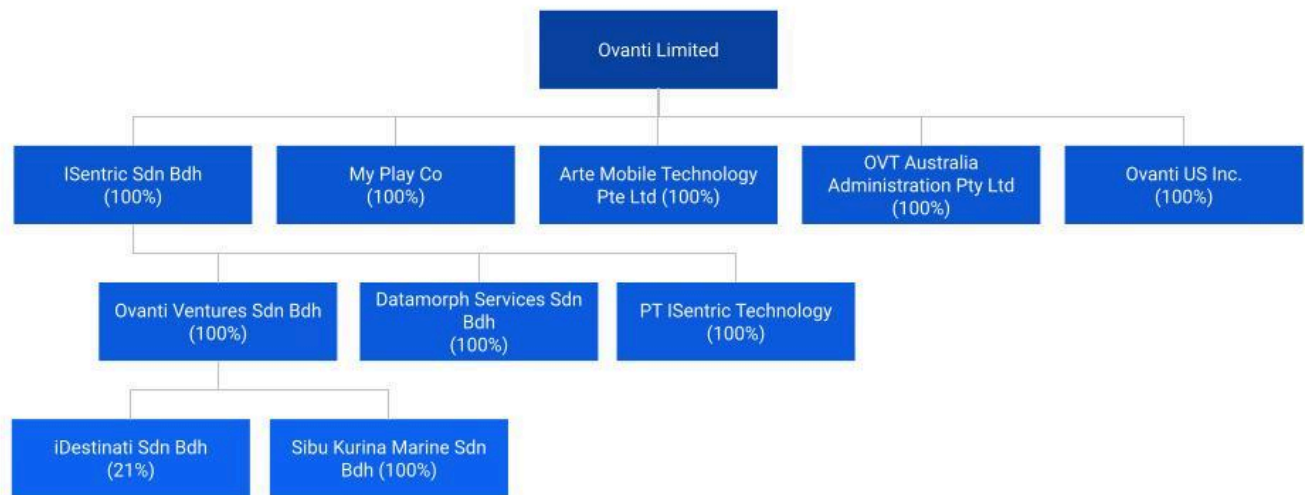 Ovanti Limited
ISentric Sdn Bdh
(100%)
My Play Co
(100%)
Arte Mobile Technology
Pte Ltd (100%)
OVT Australia
Administration Pty Ltd
(100%)
Ovanti US Inc.
(100%)
Ovanti Ventures Sdn Bdh
(100%)
Datamorph Services Sdn
Bdh
(100%)
PT ISentric Technology
(100%)
iDestinati Sdn Bdh
(21%)
Sibu Kurina Marine Sdn
Bdh (100%)